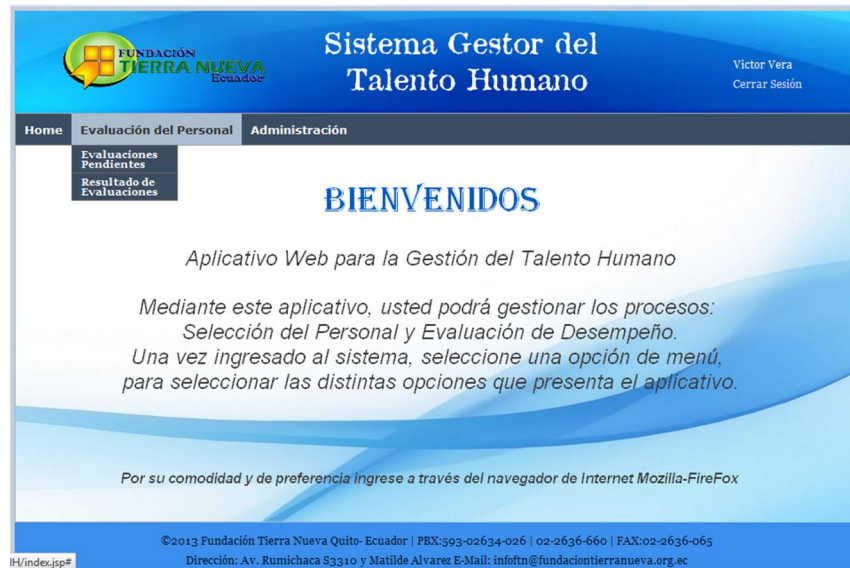 FUNDACIÓN
TIERRA NUEVA
Ecuador
Sistema Gestor del
Talento Humano
Victor Vera
Cerrar Sesión
Home Evaluación del Personal Administración
Evaluaciones
Pendientes
Resultado de
Evaluaciones
BIENVENIDOS
Aplicativo Web para la Gestión del Talento Humano
Mediante este aplicativo, usted podrá gestionar los procesos:
Selección del Personal y Evaluación de Desempeño.
Una vez ingresado al sistema, seleccione una opción de menú,
para seleccionar las distintas opciones que presenta el aplicativo.
Por su comodidad y de preferencia ingrese a través del navegador de Internet Mozilla-FireFox
©2013 Fundación Tierra Nueva Quito- Ecuador | PBX:593-02634-026 | 02-2636-660 | FAX:02-2636-065
Dirección: Av. Rumichaca S3310 y Matilde Alvarez E-Mail: infoftn@fundaciontierranueva.org.ec
IH/index.jsp#